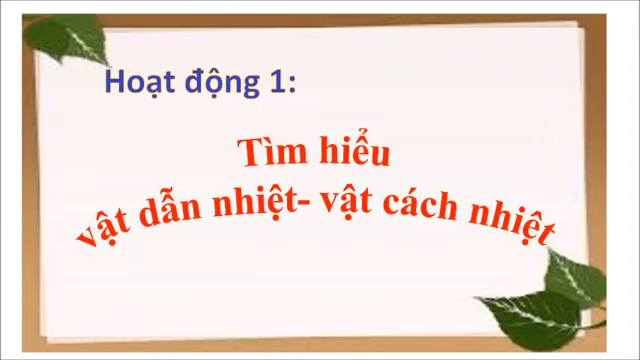 Hoạt động 1:
Tìm hiểu
vật dẫn nhiệt- vật cách nhiệt